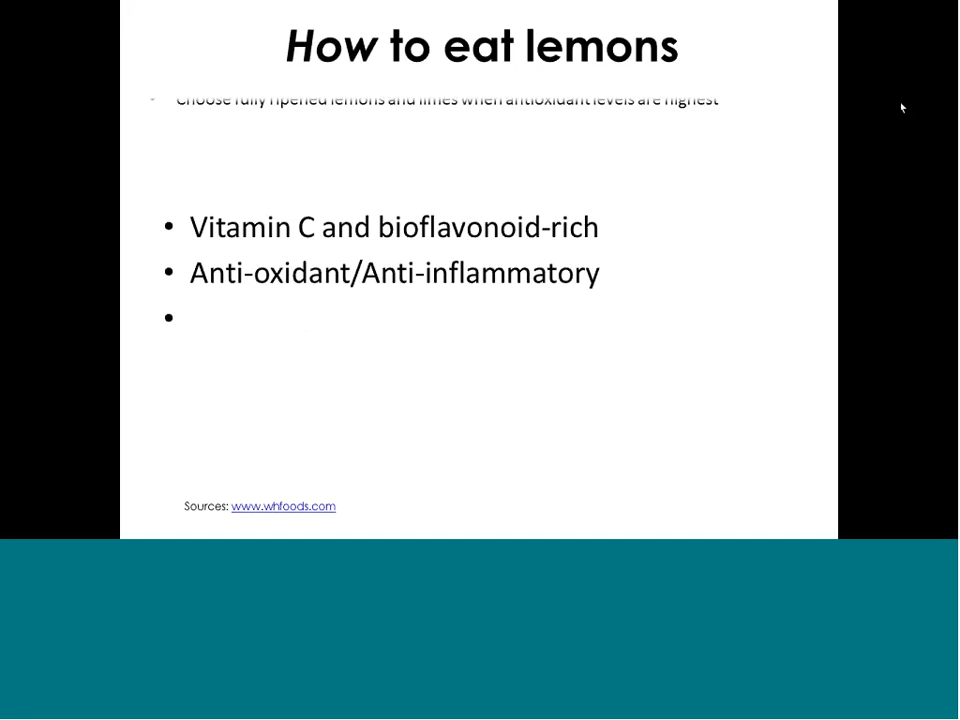 How to eat lemons
- Choose fully ripened lemons and limes when antioxidant levels are highest
• Vitamin C and bioflavonoid-rich
• Anti-oxidant/Anti-inflammatory
•
Sources: www.whfoods.com